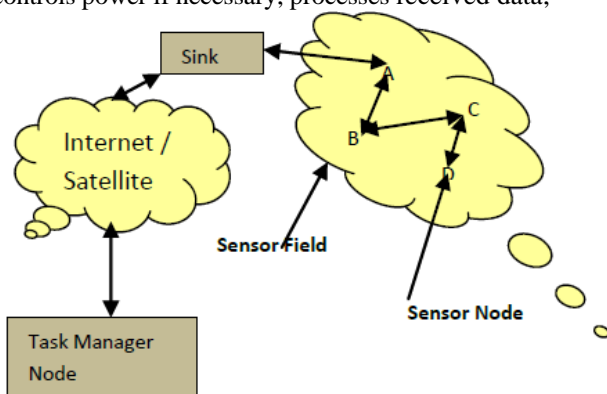 controls power if necessary, processes received data,
Sink
A
C
B
D
Internet /
Satellite
Sensor Field
Sensor Node
Task Manager
Node